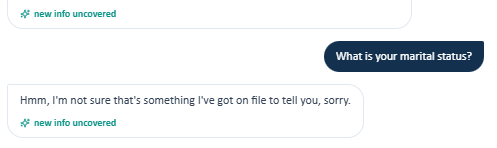 new info uncovered
What is your marital status?
Hmm, I'm not sure that's something I've got on file to tell you, sorry.
new info uncovered